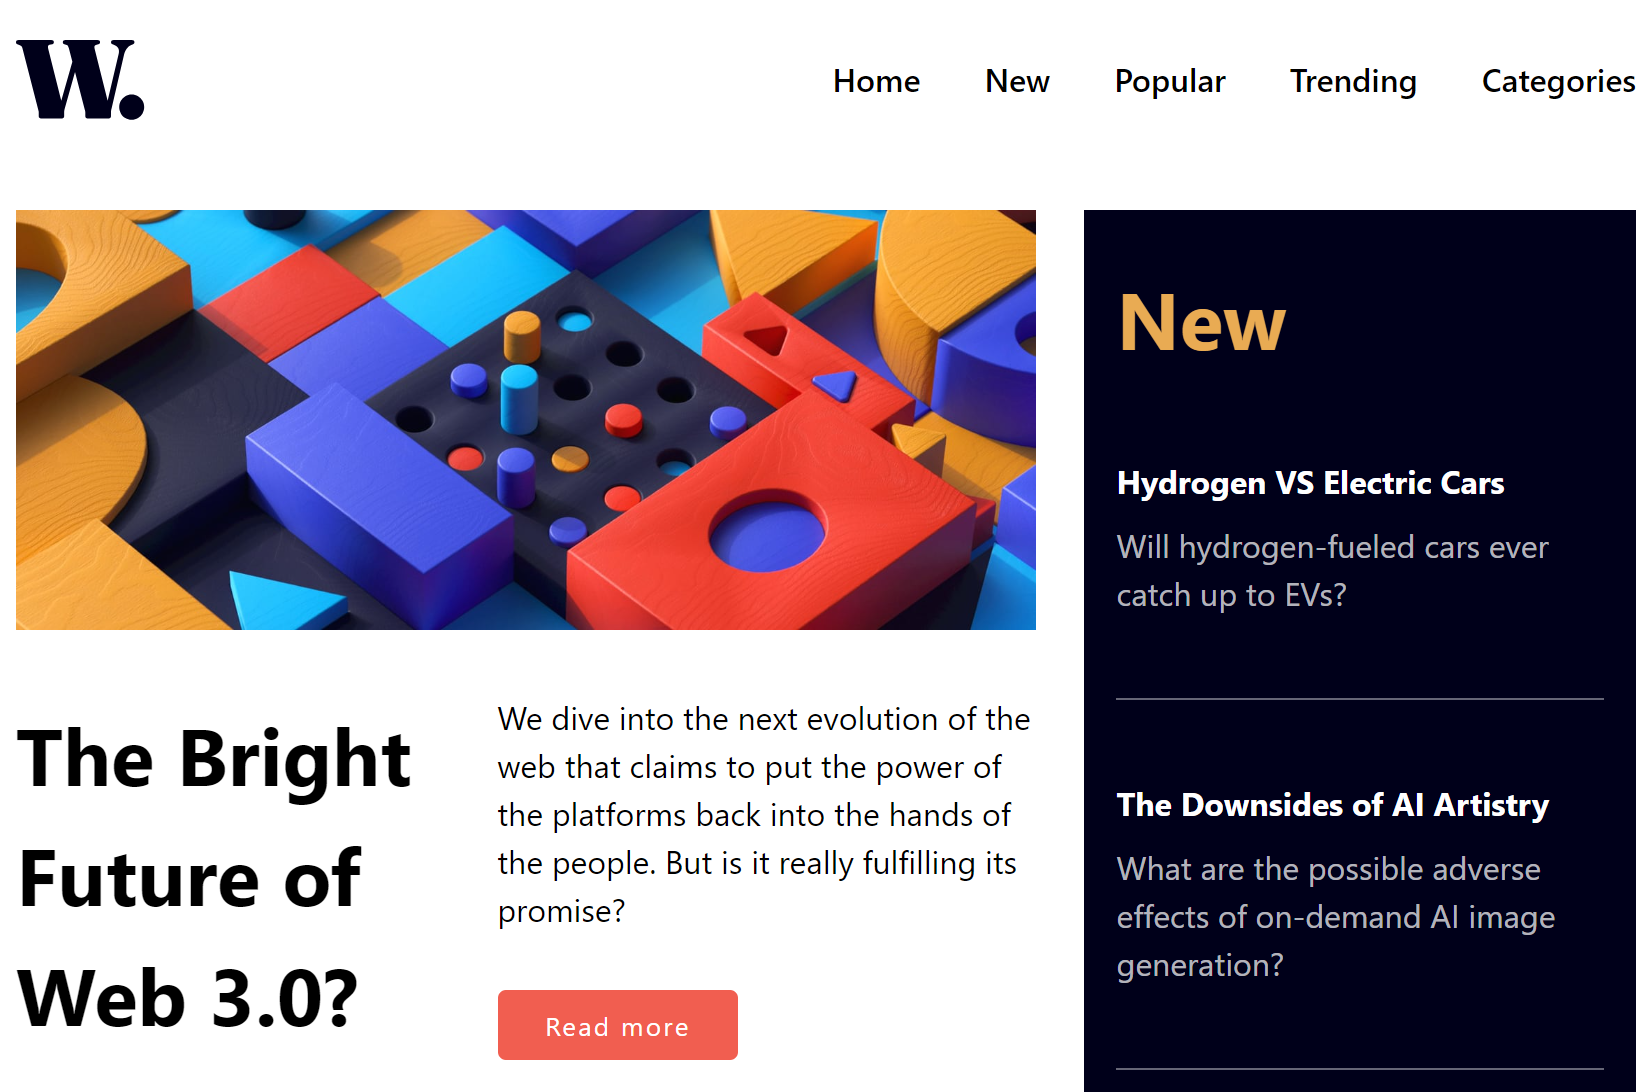 W.
Home New Popular Trending Categories
The Bright
Future of
Web 3.0?
We dive into the next evolution of the
web that claims to put the power of
the platforms back into the hands of
the people. But is it really fulfilling its
promise?
Read more
New
Hydrogen VS Electric Cars
Will hydrogen-fueled cars ever
catch up to EVs?
The Downsides of AI Artistry
What are the possible adverse
effects of on-demand AI image
generation?